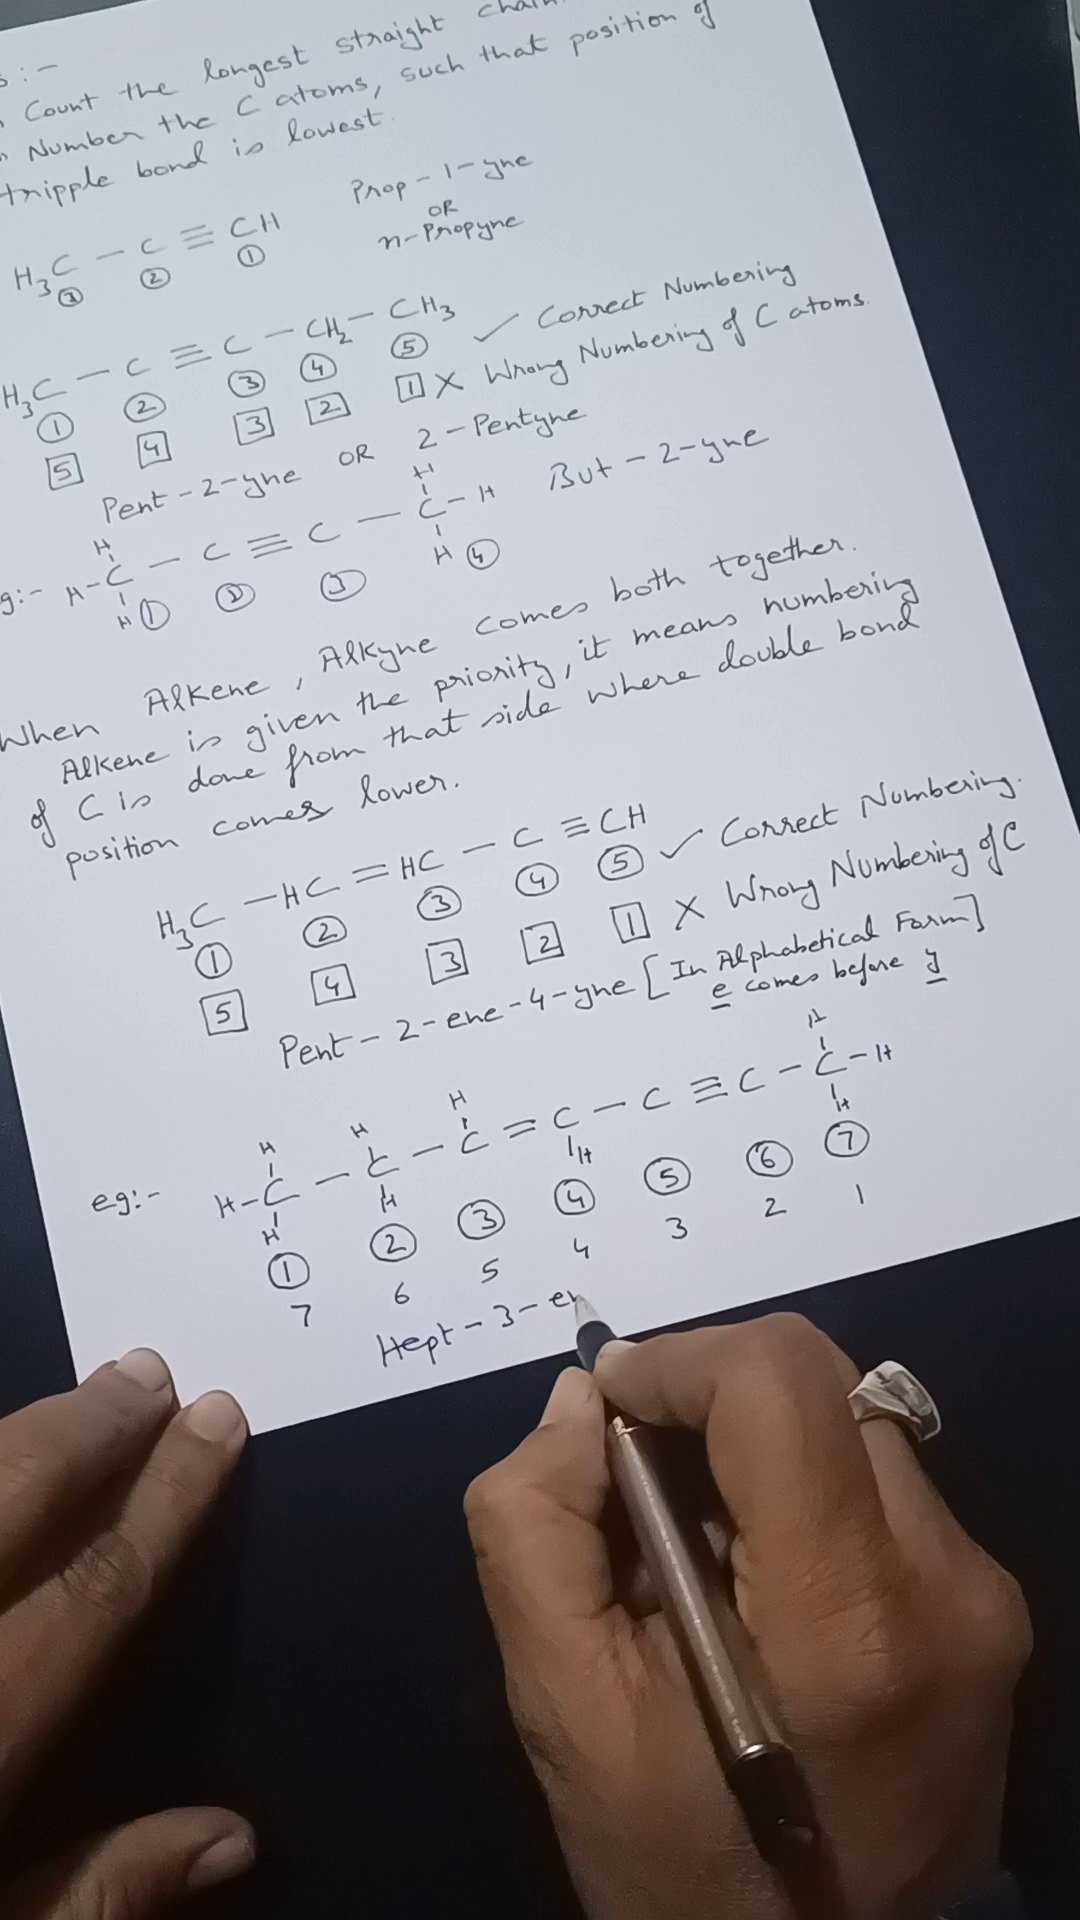 Count the longest straight
Number the C atoms, such that position of
tripple bond is lowest.
H3C - C ≡ CH
③ ② ①
Prop - 1 - yne
OR
n-Propyne
H3C - C ≡ C - CH2 - CH3
① ② ③ ④ ⑤ ✓ Correct Numbering
5 4 3 2 1 X Wrong Numbering of C atoms.
Pent - 2 - yne OR 2 - Pentyne
H H
H - C - C ≡ C - C - H But - 2 - yne
H H
① ② ③ ④
When Alkene, Alkyne comes both together.
Alkene is given the priority, it means numbering
of C is done from that side where double bond
position comes lower.
H3C - HC = HC - C ≡ CH
① ② ③ ④ ⑤ ✓ Correct Numbering.
5 4 3 2 1 X Wrong Numbering of C
Pent - 2 - ene - 4 - yne [In Alphabetical Form]
e comes before y
H H H H
eg:- H - C - C - C = C - C ≡ C - C - H
H H H H
① ② ③ ④ ⑤ ⑥ ⑦
7 6 5 4 3 2 1
Hept - 3 - en